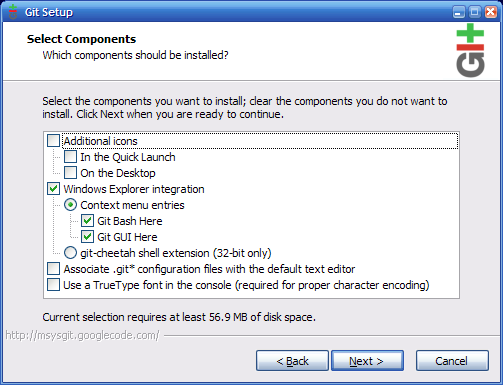 Git Setup
Select Components
Which components should be installed?
GIT
Select the components you want to install; clear the components you do not want to
install. Click Next when you are ready to continue.
Additional icons
In the Quick Launch
On the Desktop
Windows Explorer integration
Context menu entries
Git Bash Here
Git GUI Here
git-cheetah shell extension (32-bit only)
Associate .git* configuration files with the default text editor
Use a TrueType font in the console (required for proper character encoding)
Current selection requires at least 56.9 MB of disk space.
http://msysgit.googlecode.com/
< Back
Next >
Cancel